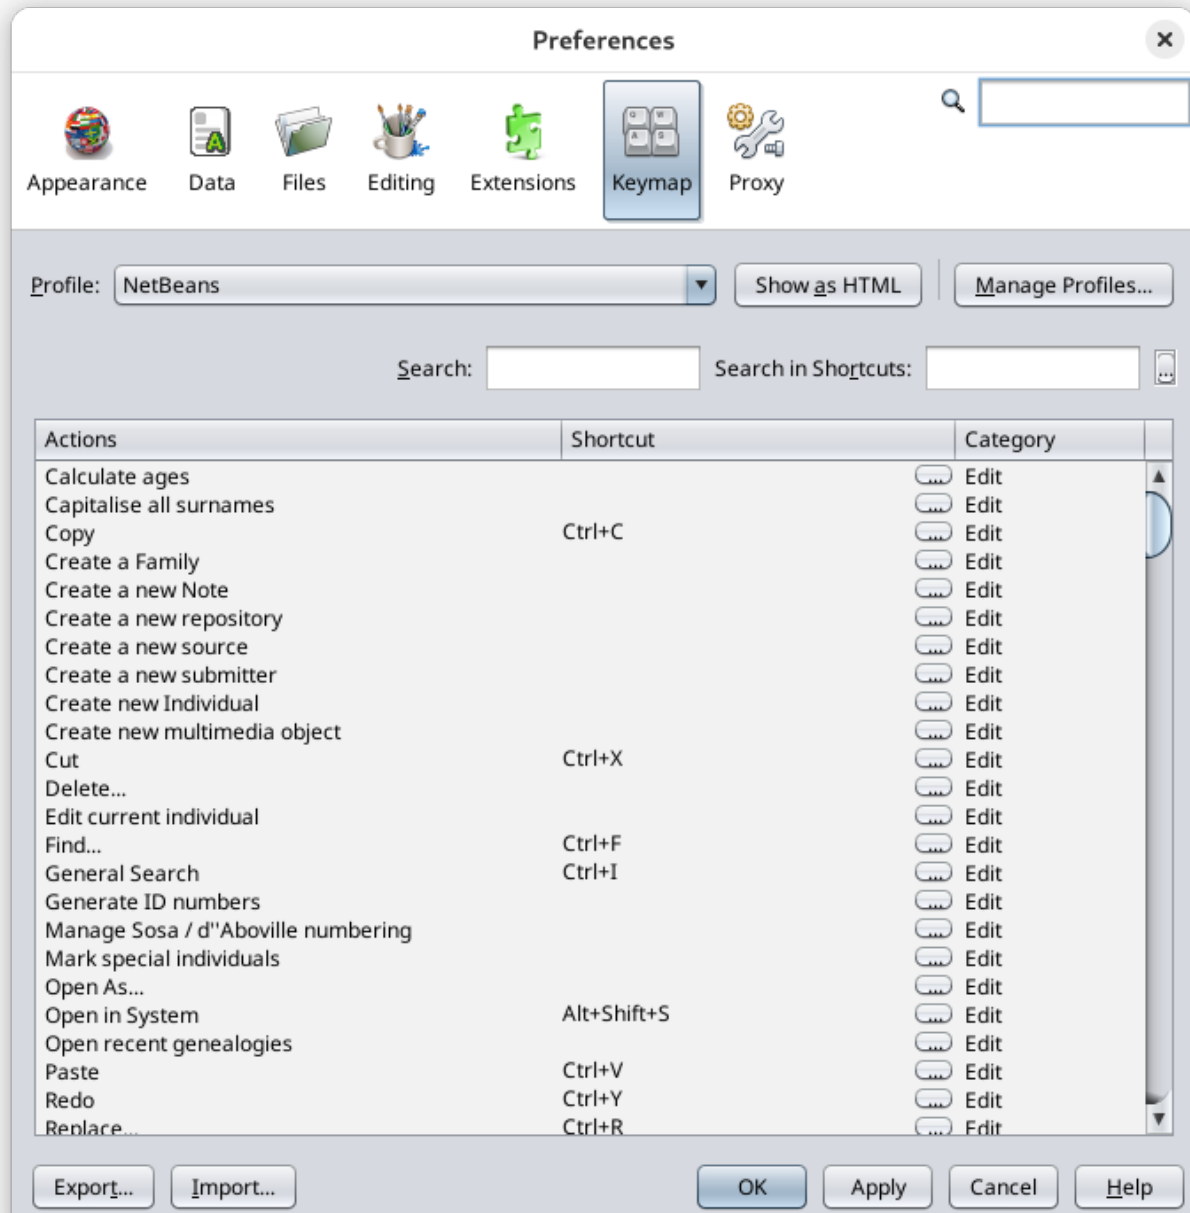 Preferences
Appearance Data Files Editing Extensions Keymap Proxy
Profile: NetBeans Show as HTML Manage Profiles...
Search: Search in Shortcuts: ...
Actions Shortcut Category
Calculate ages ... Edit
Capitalise all surnames ... Edit
Copy Ctrl+C ... Edit
Create a Family ... Edit
Create a new Note ... Edit
Create a new repository ... Edit
Create a new source ... Edit
Create a new submitter ... Edit
Create new Individual ... Edit
Create new multimedia object ... Edit
Cut Ctrl+X ... Edit
Delete... ... Edit
Edit current individual ... Edit
Find... Ctrl+F ... Edit
General Search Ctrl+I ... Edit
Generate ID numbers ... Edit
Manage Sosa / d''Aboville numbering ... Edit
Mark special individuals ... Edit
Open As... ... Edit
Open in System Alt+Shift+S ... Edit
Open recent genealogies ... Edit
Paste Ctrl+V ... Edit
Redo Ctrl+Y ... Edit
Replace... Ctrl+R ... Edit
Export... Import... OK Apply Cancel Help